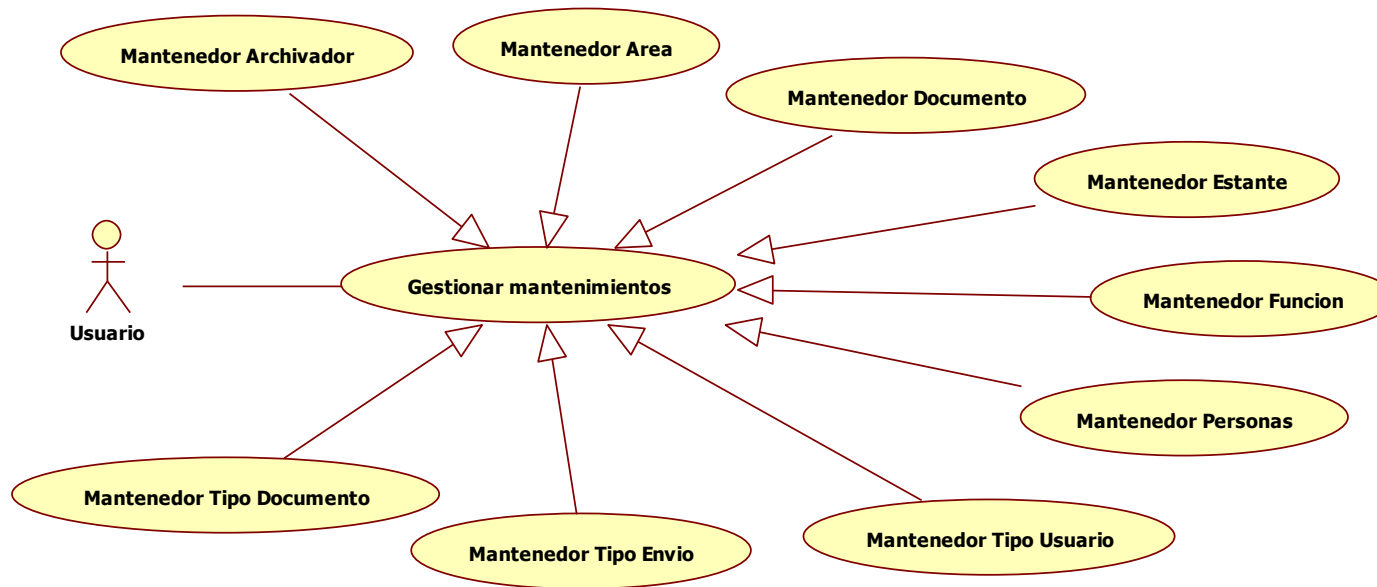 Mantenedor Archivador
Mantenedor Area
Mantenedor Documento
Mantenedor Estante
Usuario
Gestionar mantenimientos
Mantenedor Funcion
Mantenedor Personas
Mantenedor Tipo Documento
Mantenedor Tipo Envio
Mantenedor Tipo Usuario